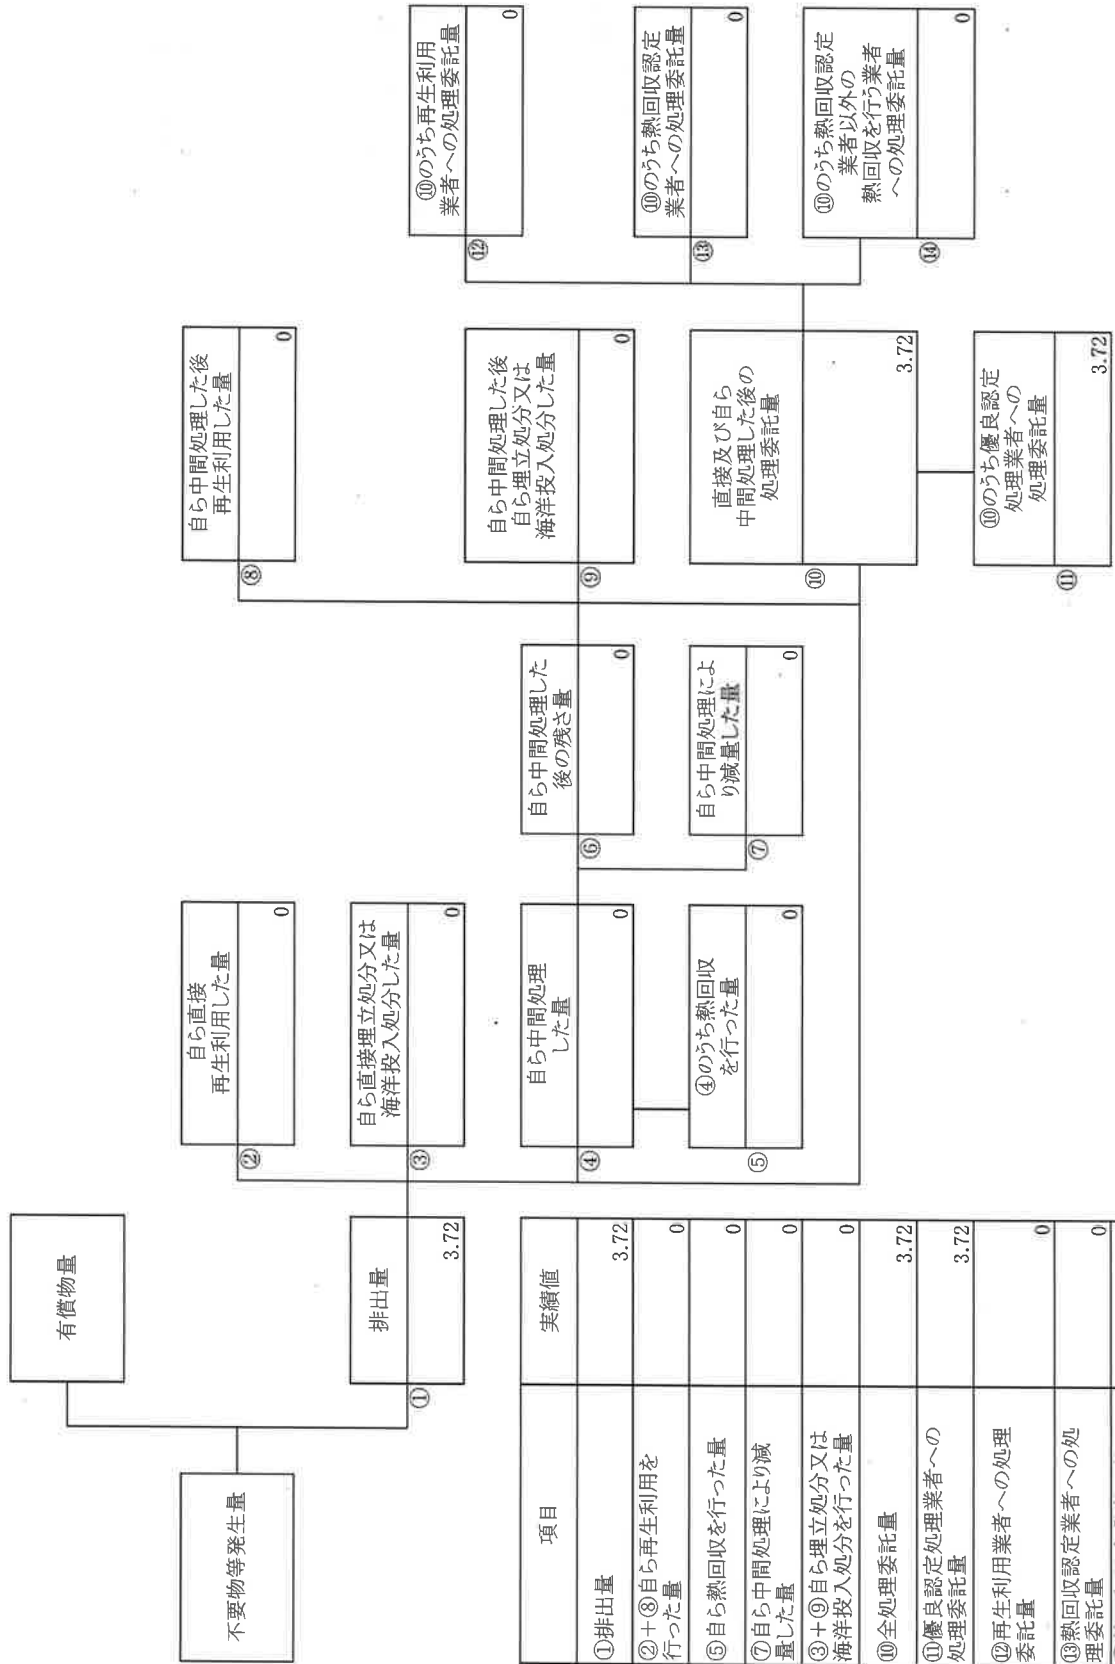 不要物等発生量
有償物量
排出量
①
3.72
自ら直接
再生利用した量
②
0
自ら直接埋立処分又は
海洋投入処分した量
③
0
自ら中間処理
した量
④
0
④のうち熱回収
を行った量
⑤
0
自ら中間処理した
後の残さ量
⑥
0
自ら中間処理によ
り減量した量
⑦
0
自ら中間処理した後
再生利用した量
⑧
0
自ら中間処理した後
自ら埋立処分又は
海洋投入処分した量
⑨
0
直接及び自ら
中間処理した後の
処理委託量
⑩
3.72
⑩のうち優良認定
処理業者への
処理委託量
⑪
3.72
⑩のうち再生利用
業者への処理委託量
⑫
0
⑩のうち熱回収認定
業者への処理委託量
⑬
0
⑩のうち熱回収認定
業者以外の
熱回収を行う業者
への処理委託量
⑭
0
項目 実績値
①排出量 3.72
②+⑧自ら再生利用を
行った量 0
⑤自ら熱回収を行った量 0
⑦自ら中間処理により減
量した量 0
③+⑨自ら埋立処分又は
海洋投入処分を行った量 0
⑩全処理委託量 3.72
⑪優良認定処理業者への
処理委託量 3.72
⑫再生利用業者への処理
委託量 0
⑬熱回収認定業者への処
理委託量 0